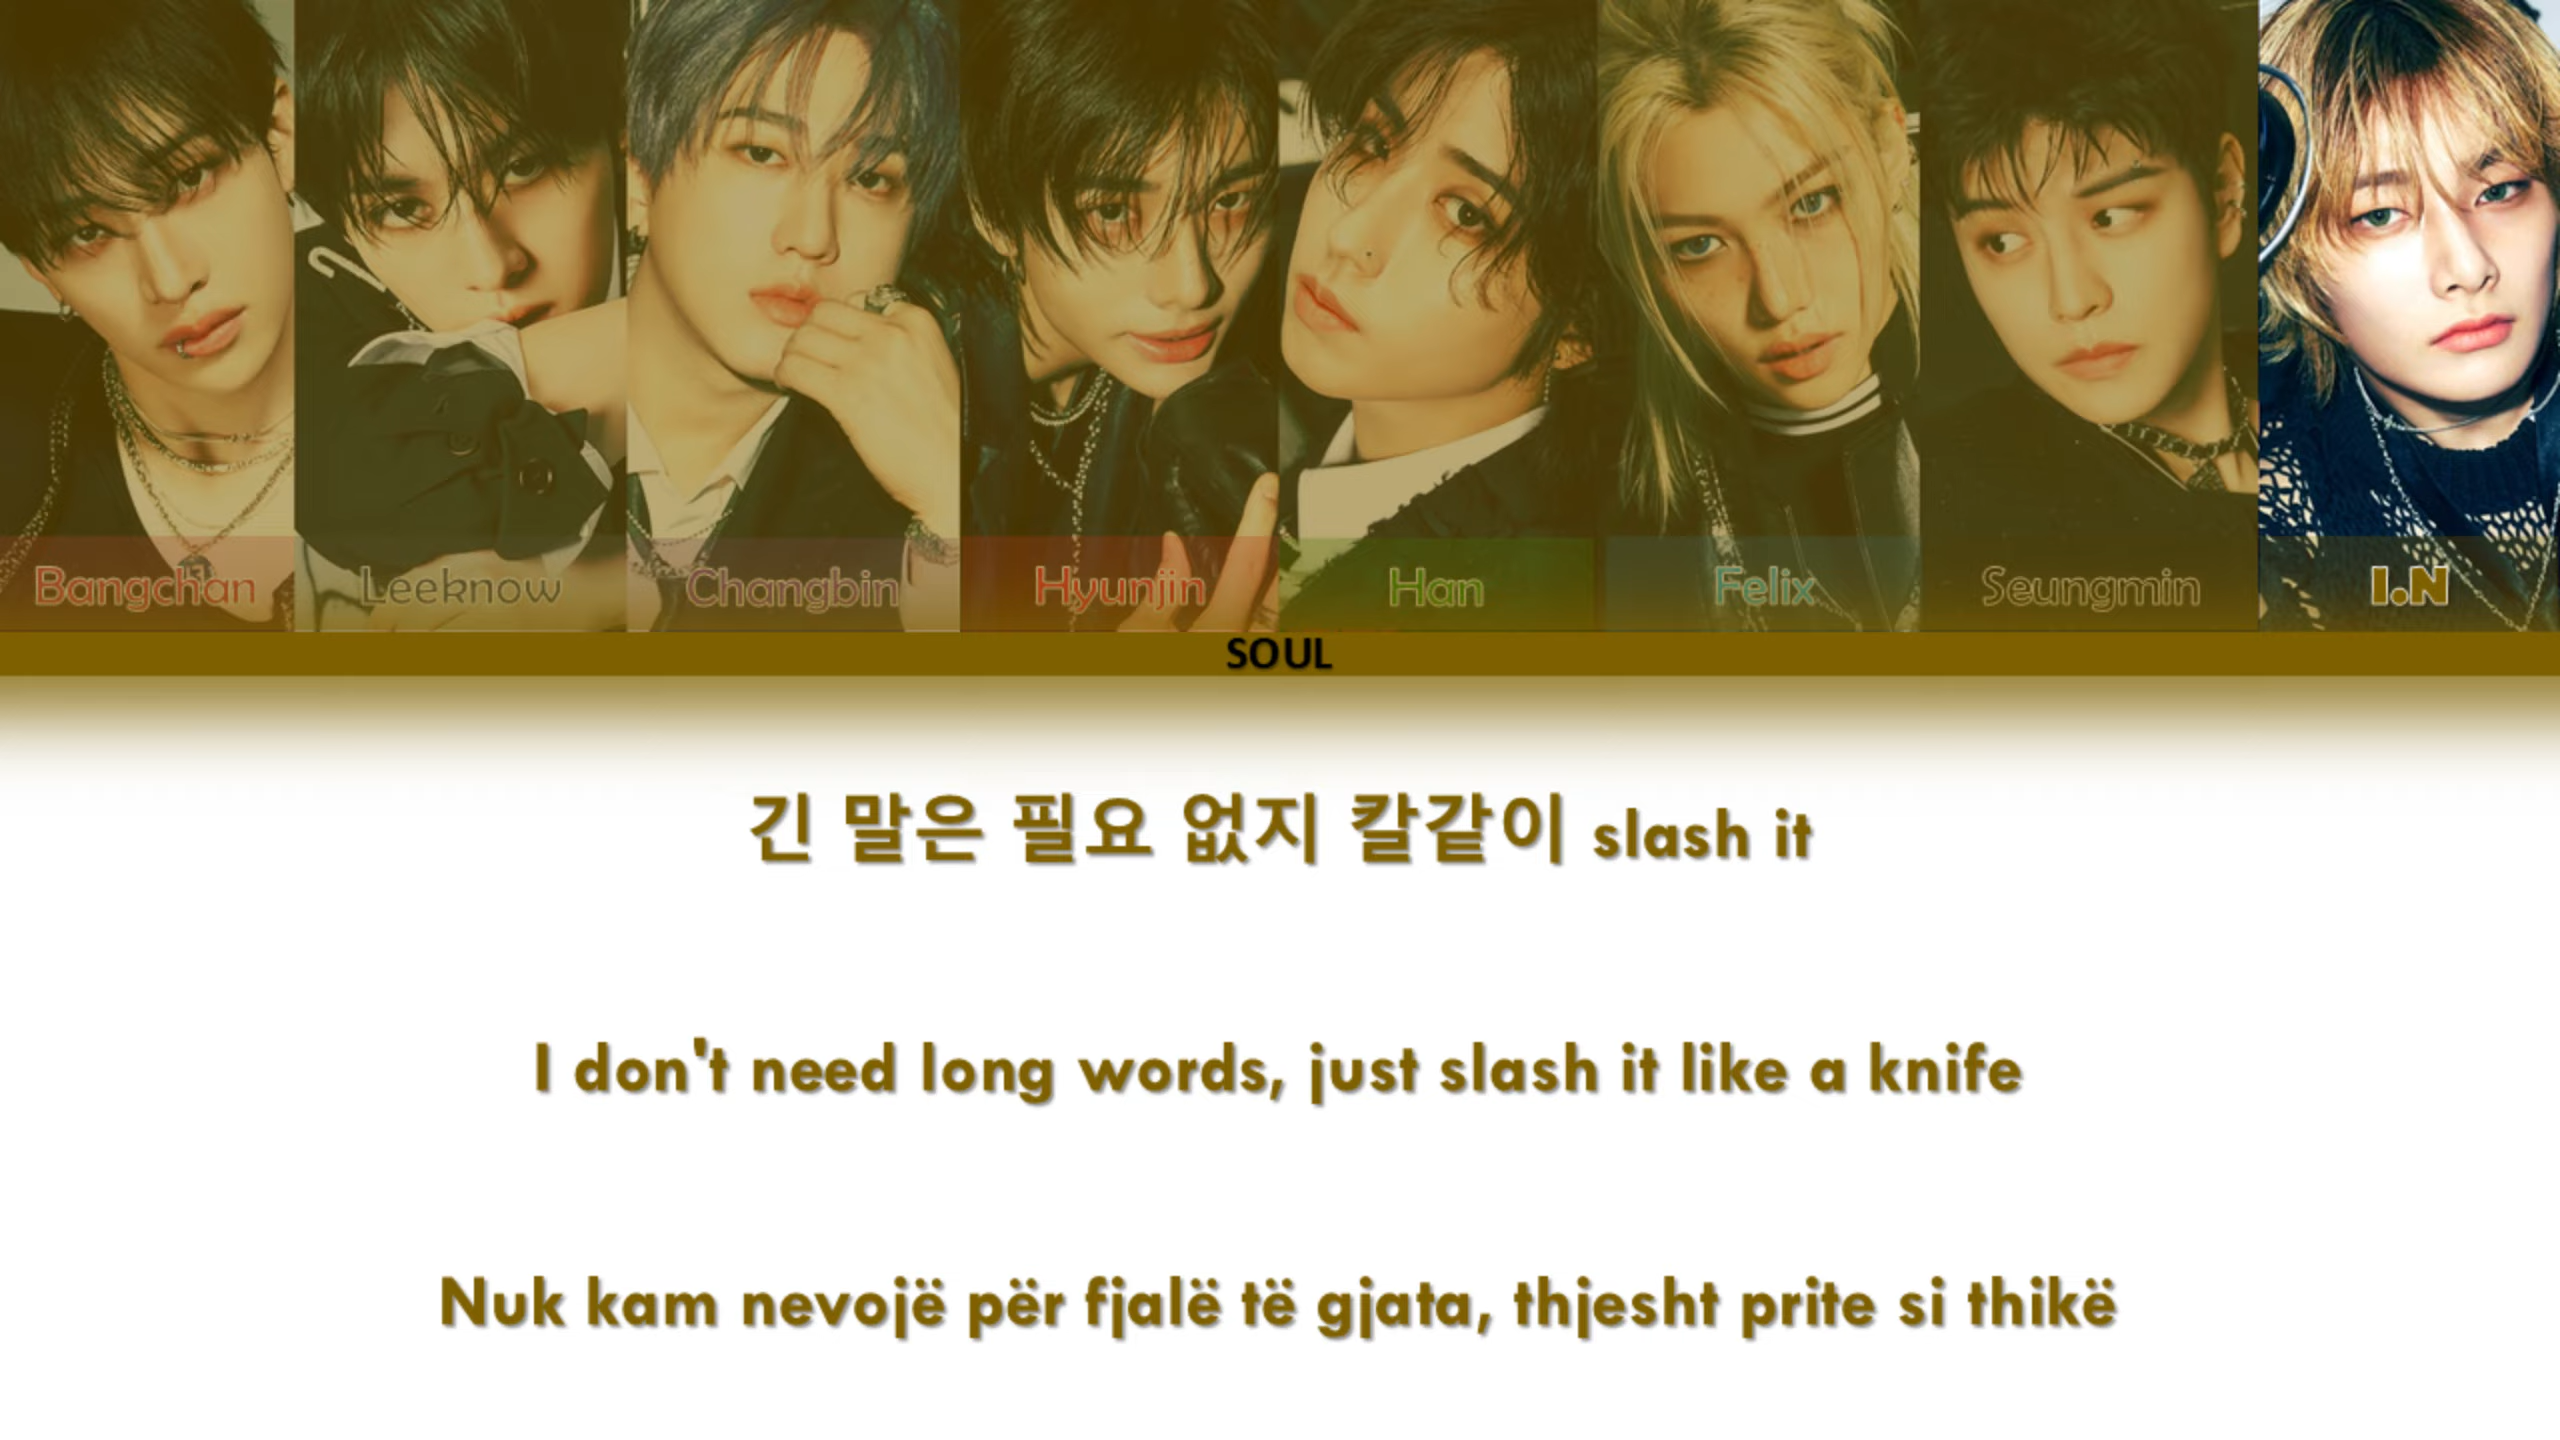 Bangchan Leeknow Changbin Hyunjin Han Felix Seungmin I.N
SOUL
긴 말은 필요 없지 칼같이 slash it
I don't need long words, just slash it like a knife
Nuk kam nevojë për fjalë të gjata, thjesht prite si thikë